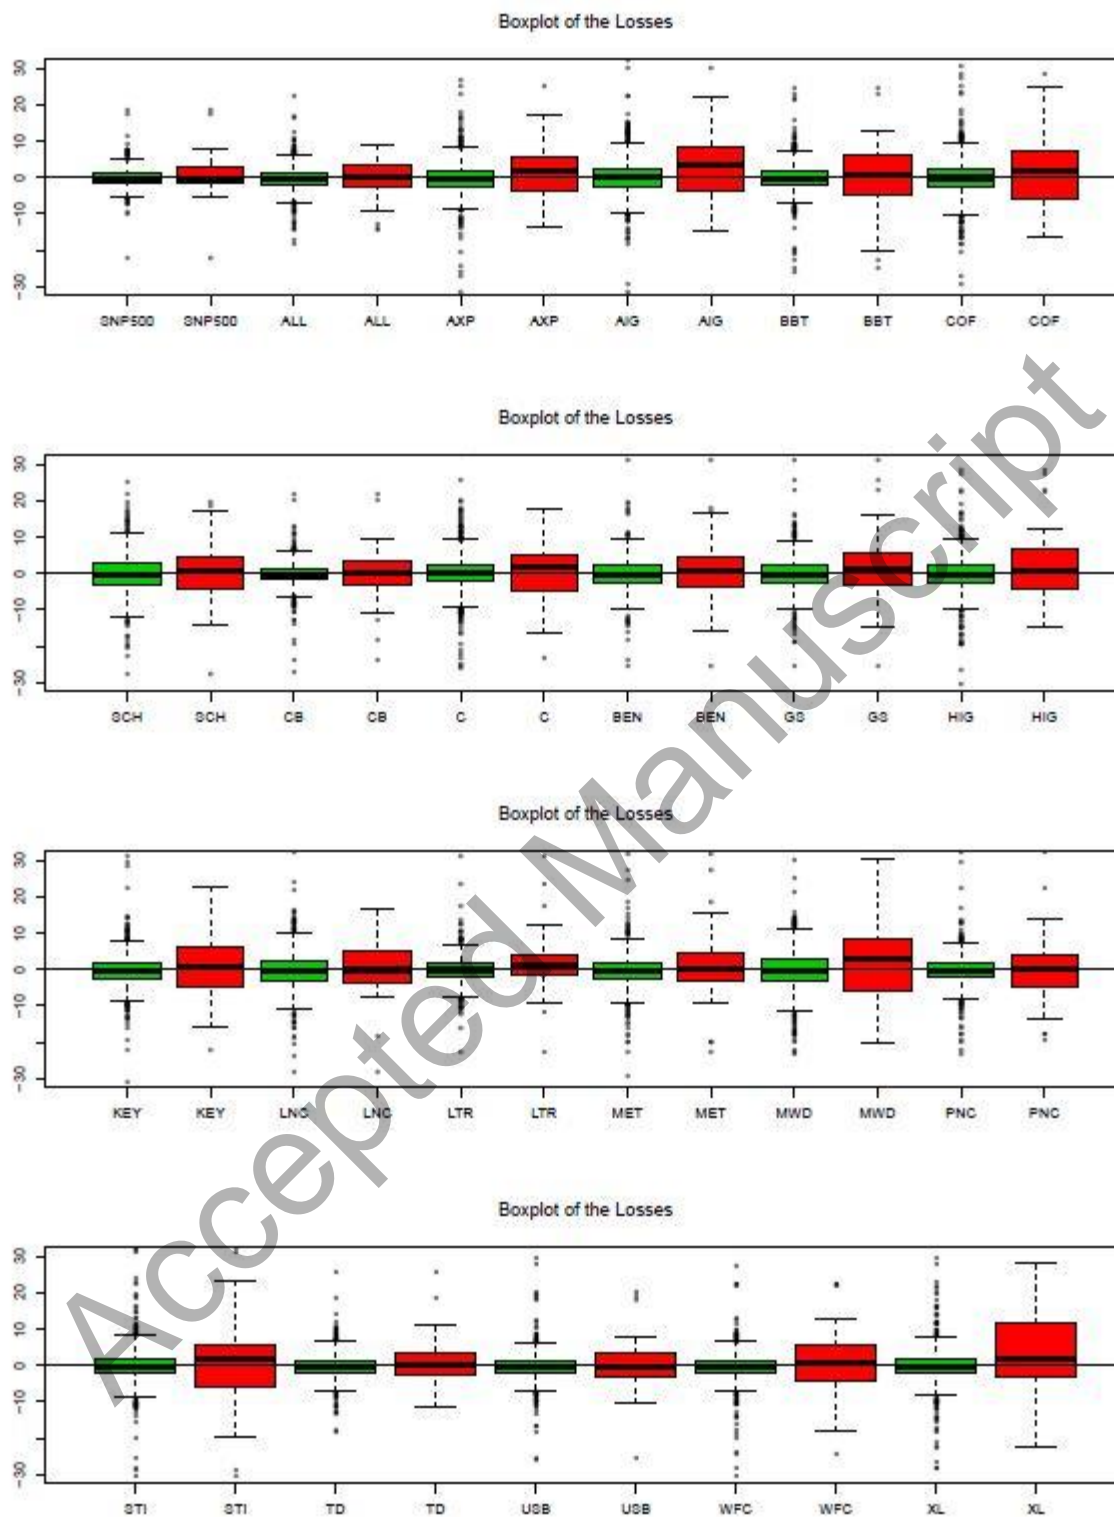 Boxplot of the Losses
30
20
10
0
-10
-30
SNP500 SNP500 ALL ALL AXP AXP AIG AIG BBT BBT COF COF
Boxplot of the Losses
30
20
10
0
-10
-30
SCH SCH CB CB C C BEN BEN GS GS HIG HIG
Boxplot of the Losses
30
20
10
0
-10
-30
KEY KEY LNC LNC LTR LTR MET MET MWD MWD PNC PNC
Boxplot of the Losses
30
20
10
0
-10
-30
STI STI TD TD USB USB WFC WFC XL XL
Accepted Manuscript